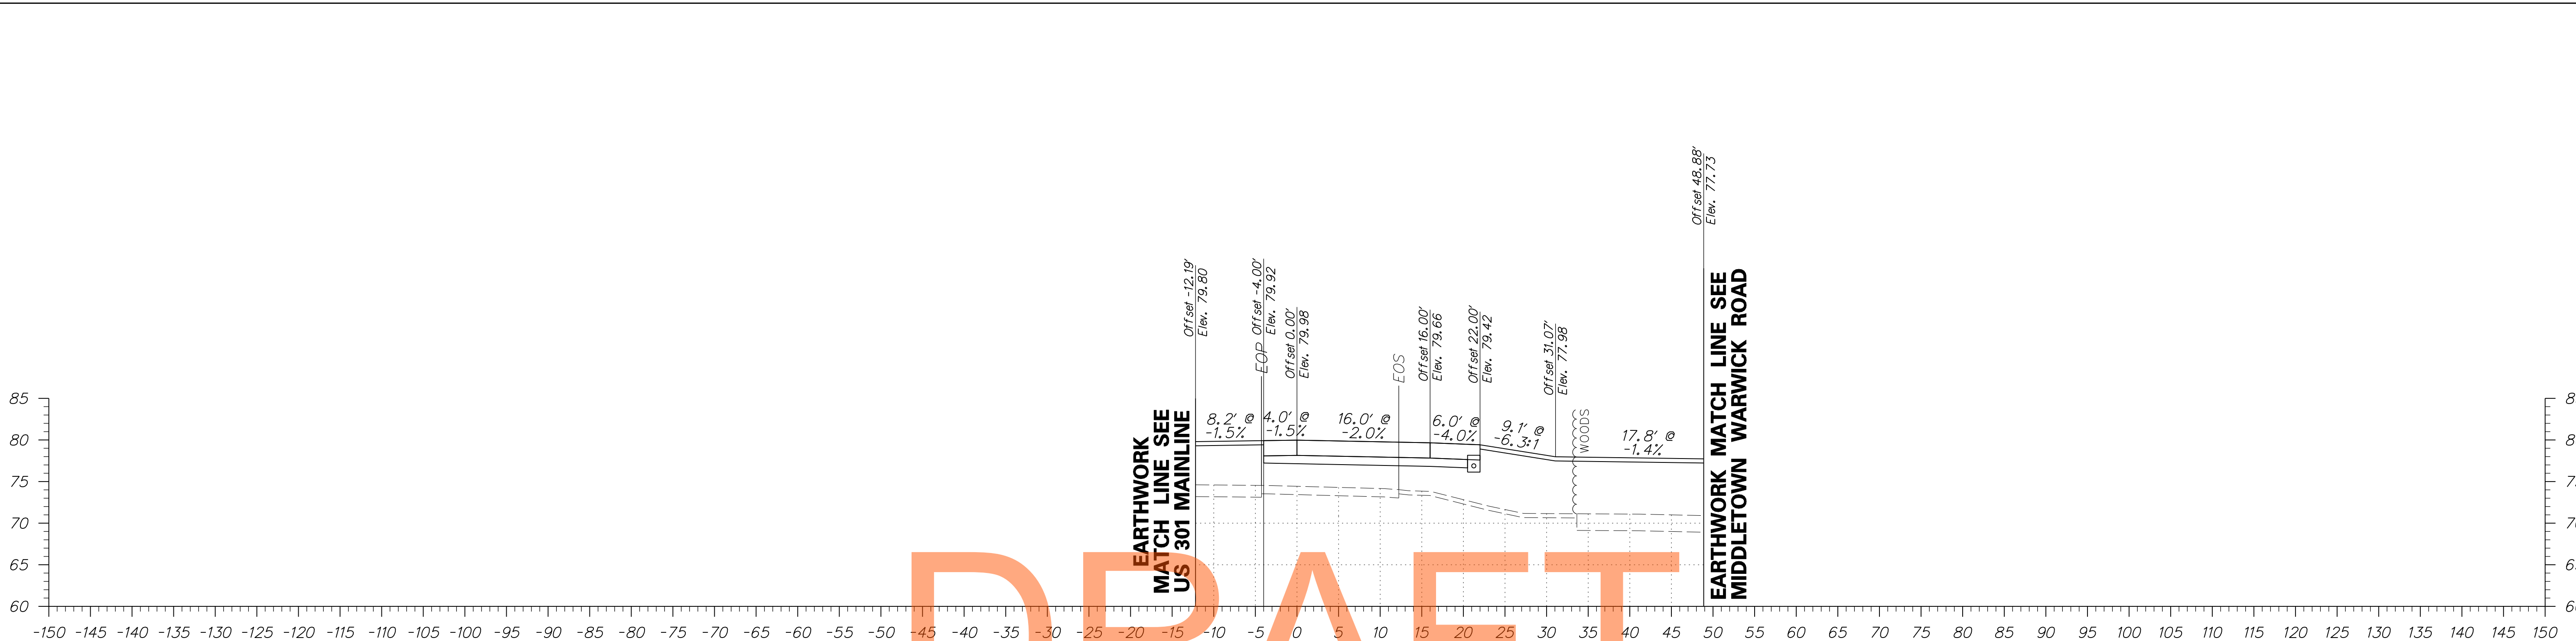 Offset 48.88'
Elev. 77.73
Offset -12.19'
Elev. 79.80
EOP Offset -4.00'
Elev. 79.92
Offset 0.00'
Elev. 79.98
EOS
Offset 16.00'
Elev. 79.66
Offset 22.00'
Elev. 79.42
Offset 31.07'
Elev. 77.98
WOODS
8.2' @
-1.5%
4.0' @
-1.5%
16.0' @
-2.0%
6.0' @
-4.0%
9.1' @
-6.3:1
17.8' @
-1.4%
EARTHWORK
MATCH LINE SEE
US 301 MAINLINE
EARTHWORK MATCH LINE SEE
MIDDLETOWN WARWICK ROAD
85
80
75
70
65
60
DRAFT
-150 -145 -140 -135 -130 -125 -120 -115 -110 -105 -100 -95 -90 -85 -80 -75 -70 -65 -60 -55 -50 -45 -40 -35 -30 -25 -20 -15 -10 -5 0 5 10 15 20 25 30 35 40 45 50 55 60 65 70 75 80 85 90 95 100 105 110 115 120 125 130 135 140 145 150